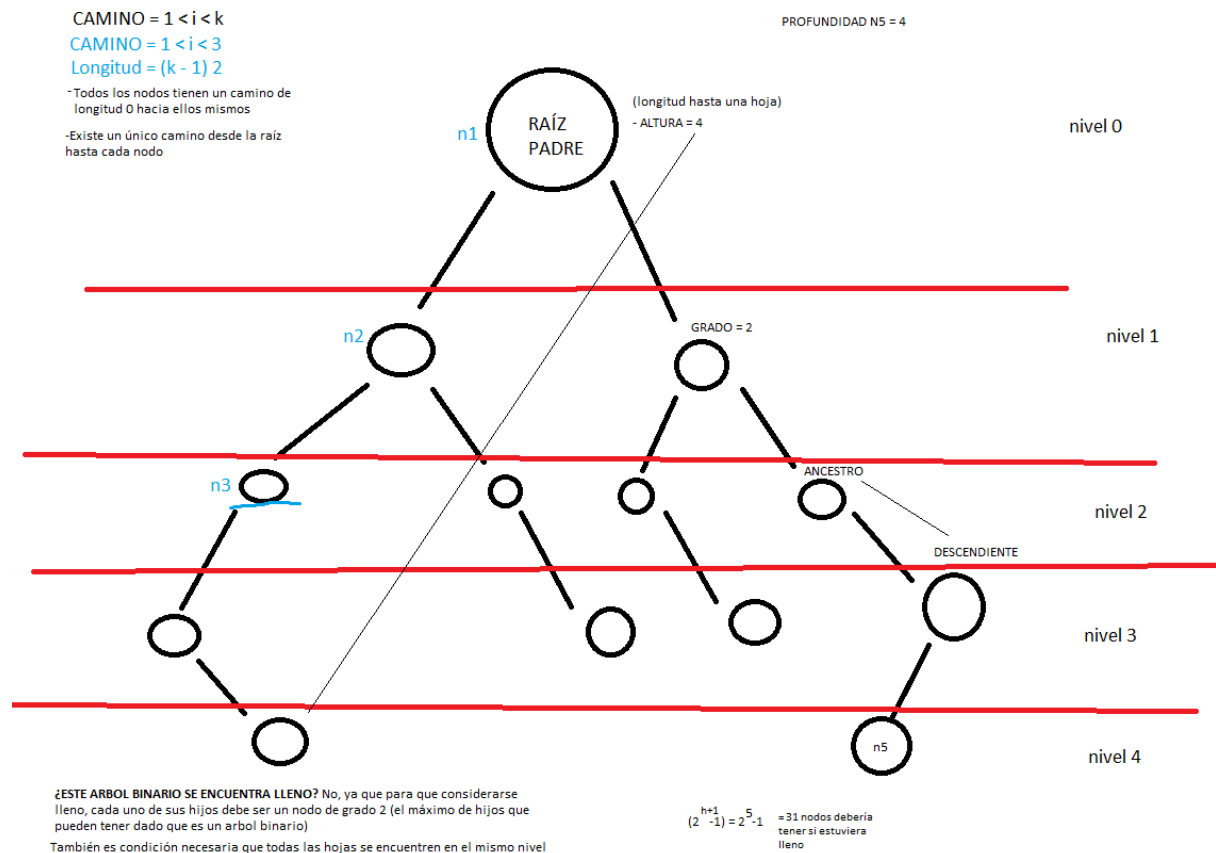 CAMINO = 1 < i < k
CAMINO = 1 < i < 3
Longitud = (k - 1) 2
- Todos los nodos tienen un camino de
longitud 0 hacia ellos mismos
-Existe un único camino desde la raíz
hasta cada nodo
PROFUNDIDAD N5 = 4
n1
RAÍZ
PADRE
(longitud hasta una hoja)
- ALTURA = 4
nivel 0
n2
GRADO = 2
nivel 1
n3
ANCESTRO
nivel 2
DESCENDIENTE
nivel 3
n5
nivel 4
¿ESTE ARBOL BINARIO SE ENCUENTRA LLENO? No, ya que para que considerarse
lleno, cada uno de sus hijos debe ser un nodo de grado 2 (el máximo de hijos que
pueden tener dado que es un arbol binario)
También es condición necesaria que todas las hojas se encuentren en el mismo nivel
(2^h+1 -1) = 2^5 -1 = 31 nodos debería
tener si estuviera
lleno